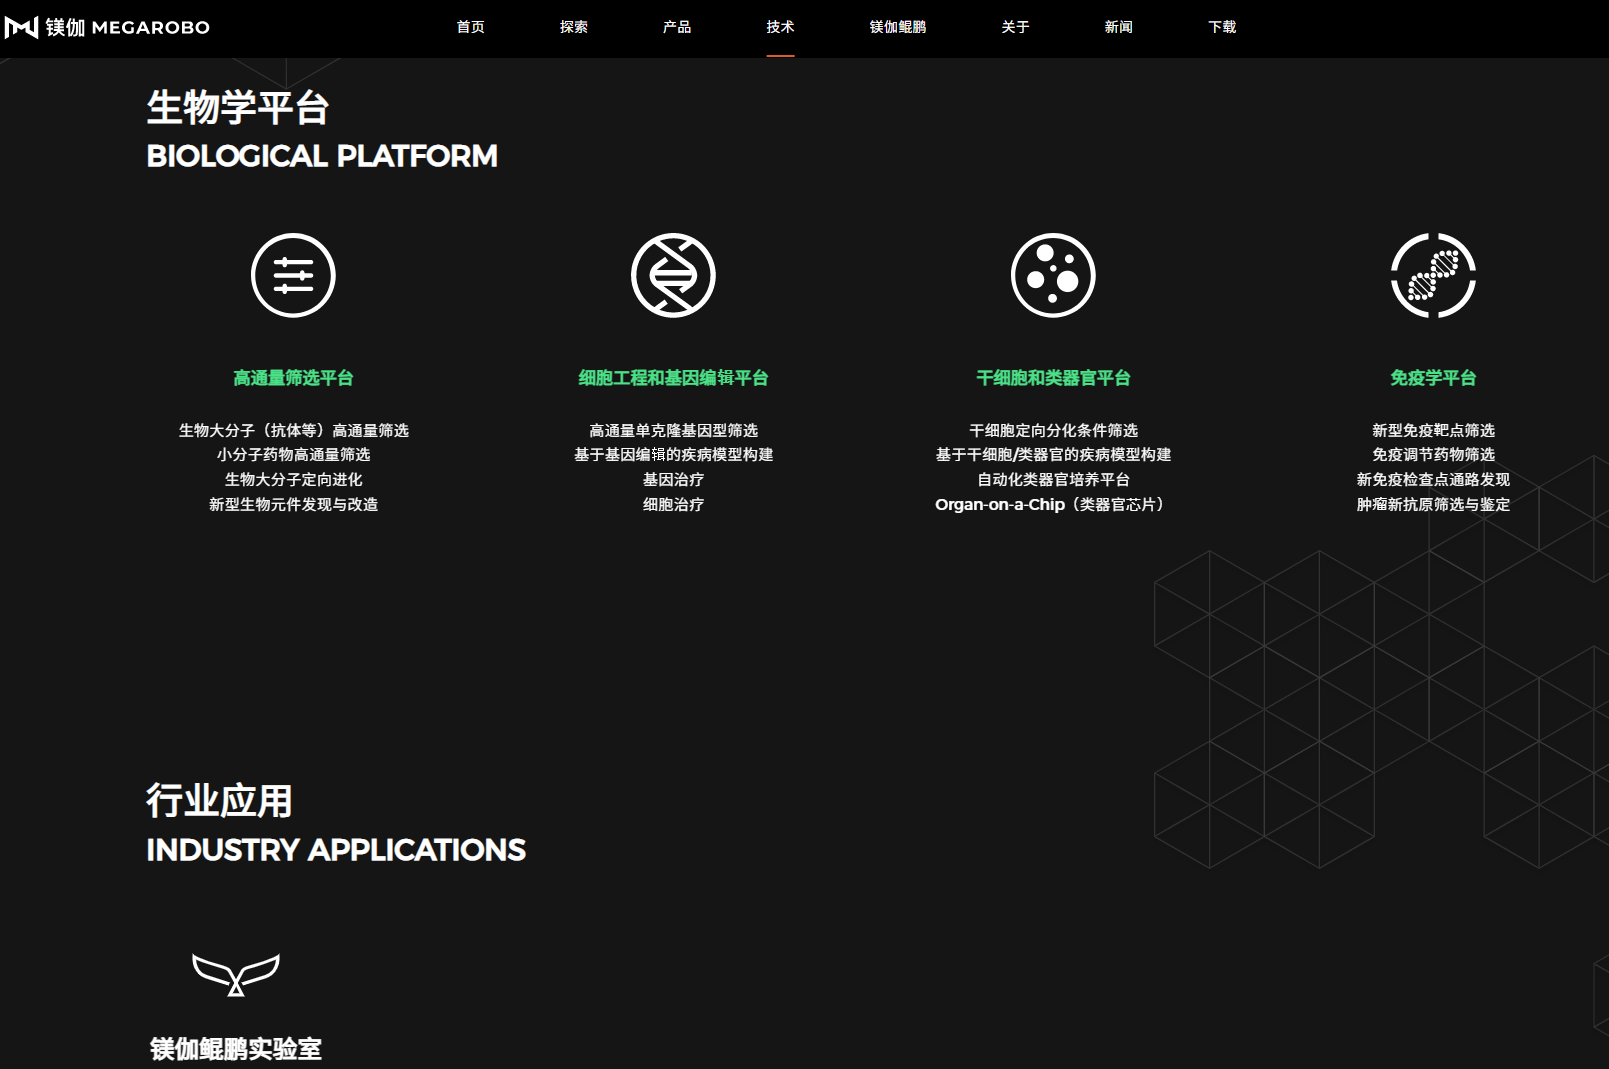 镁伽 MEGAROBO
首页
探索
产品
技术
镁伽鲲鹏
关于
新闻
下载
生物学平台
BIOLOGICAL PLATFORM
高通量筛选平台
生物大分子（抗体等）高通量筛选
小分子药物高通量筛选
生物大分子定向进化
新型生物元件发现与改造
细胞工程和基因编辑平台
高通量单克隆基因型筛选
基于基因编辑的疾病模型构建
基因治疗
细胞治疗
干细胞和类器官平台
干细胞定向分化条件筛选
基于干细胞/类器官的疾病模型构建
自动化类器官培养平台
Organ-on-a-Chip（类器官芯片）
免疫学平台
新型免疫靶点筛选
免疫调节药物筛选
新免疫检查点通路发现
肿瘤新抗原筛选与鉴定
行业应用
INDUSTRY APPLICATIONS
镁伽鲲鹏实验室